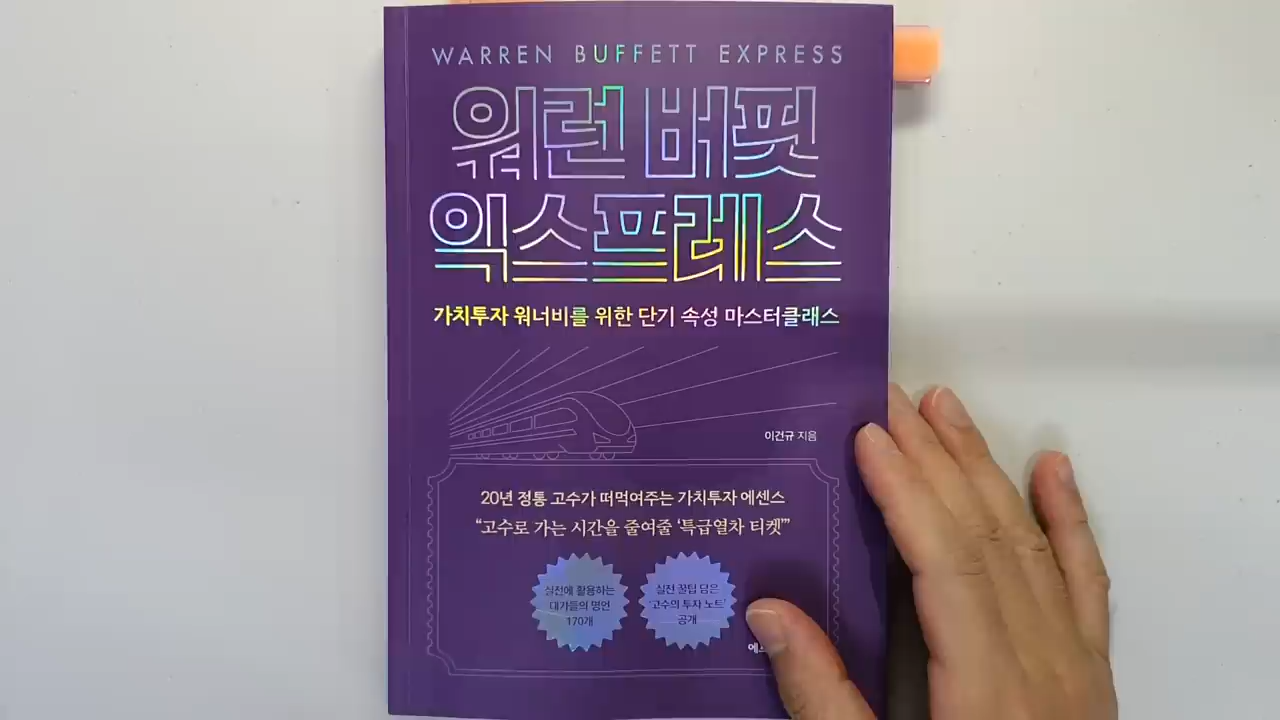 WARREN BUFFETT EXPRESS
워런 버핏
익스프레스
가치투자 워너비를 위한 단기 속성 마스터클래스
이건규 지음
20년 정통 고수가 떠먹여주는 가치투자 에센스
“고수로 가는 시간을 줄여줄 ‘특급열차 티켓’”
실전에 활용하는
대가들의 명언
170개
실전 꿀팁 담은
‘고수의 투자 노트’
공개